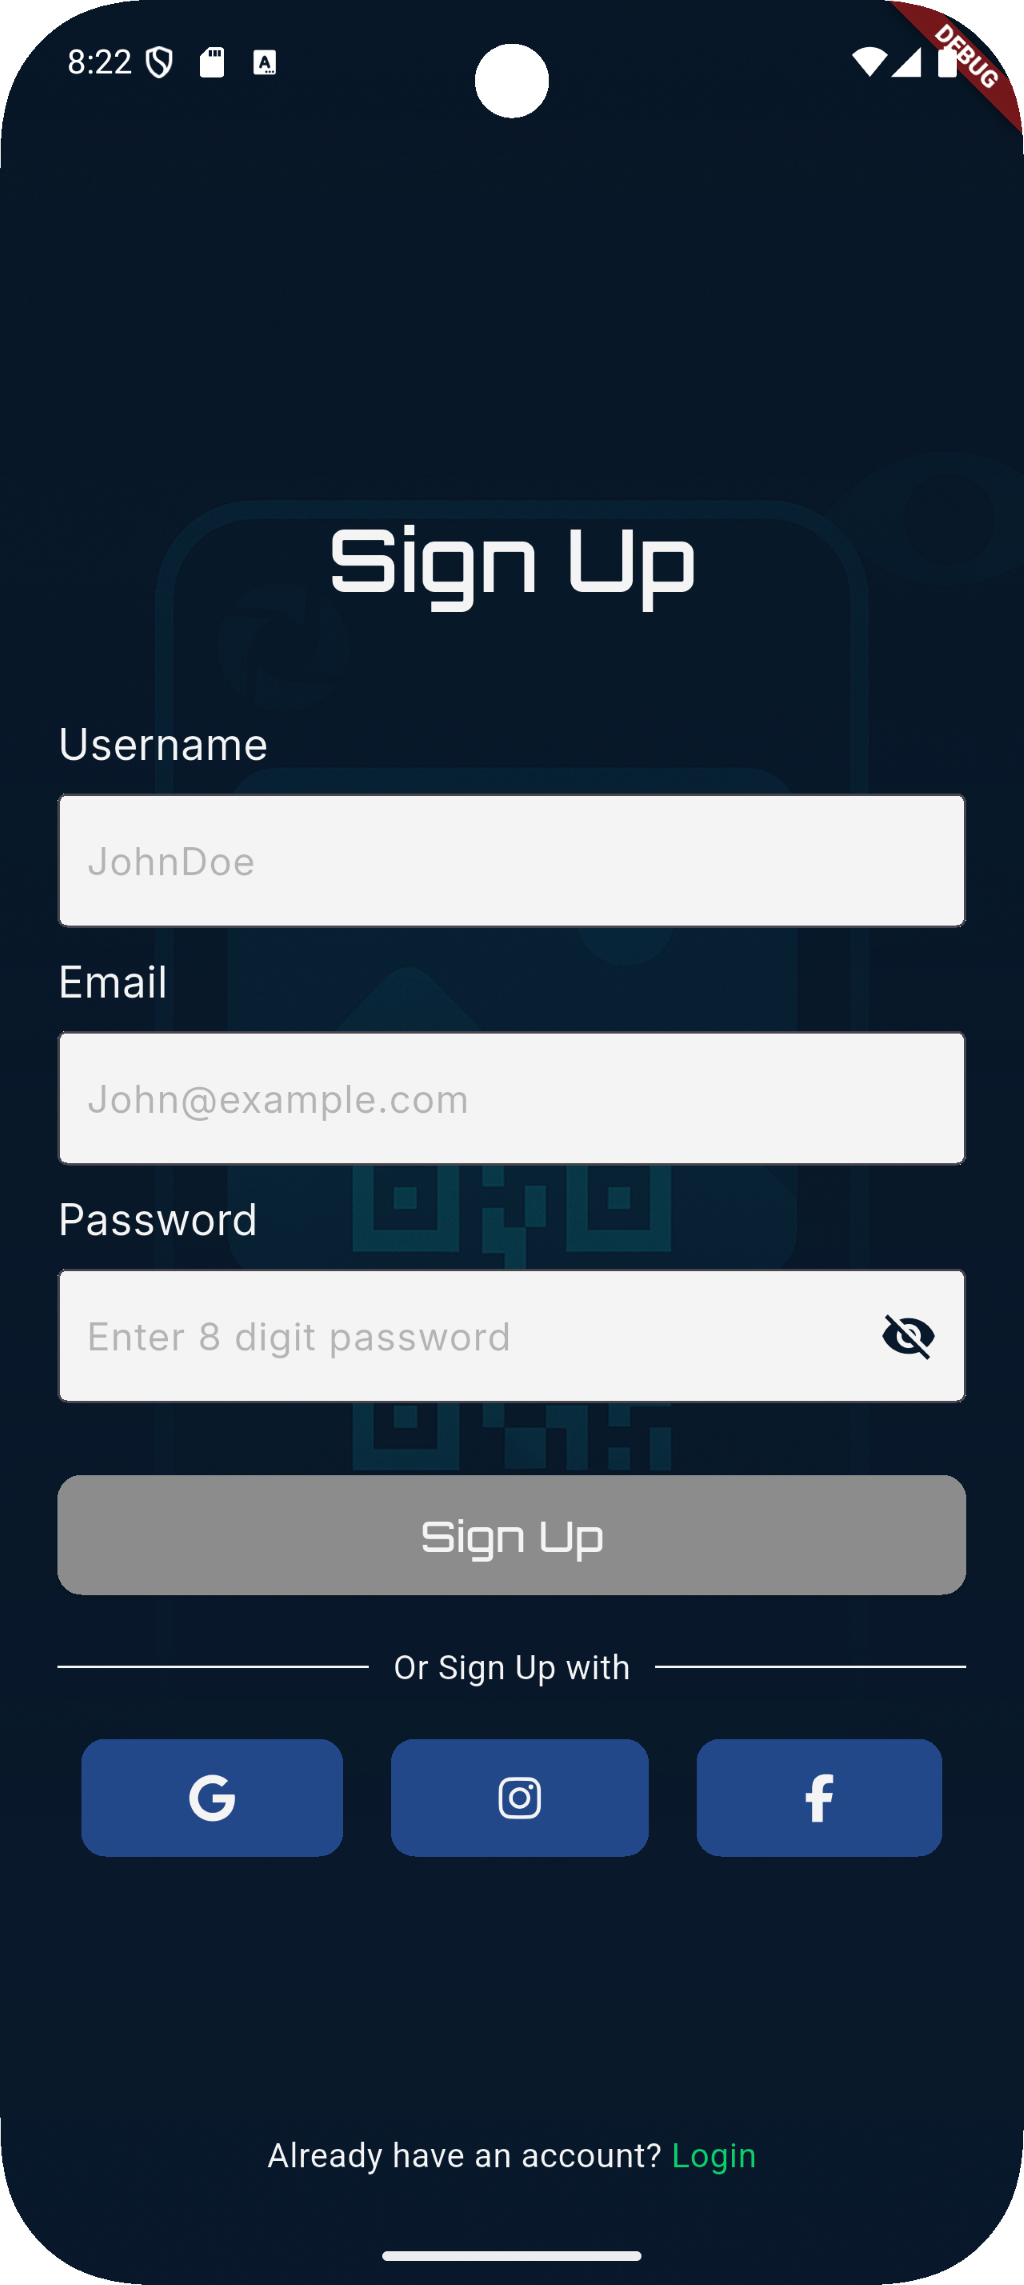 8:22
DEBUG
Sign Up
Username
JohnDoe
Email
John@example.com
Password
Enter 8 digit password
Sign Up
Or Sign Up with
Already have an account? Login